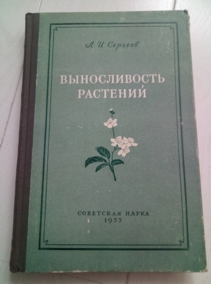 Л И Сергеев
ВЫНОСЛИВОСТЬ
РАСТЕНИЙ
СОВЕТСКАЯ НАУКА
1953